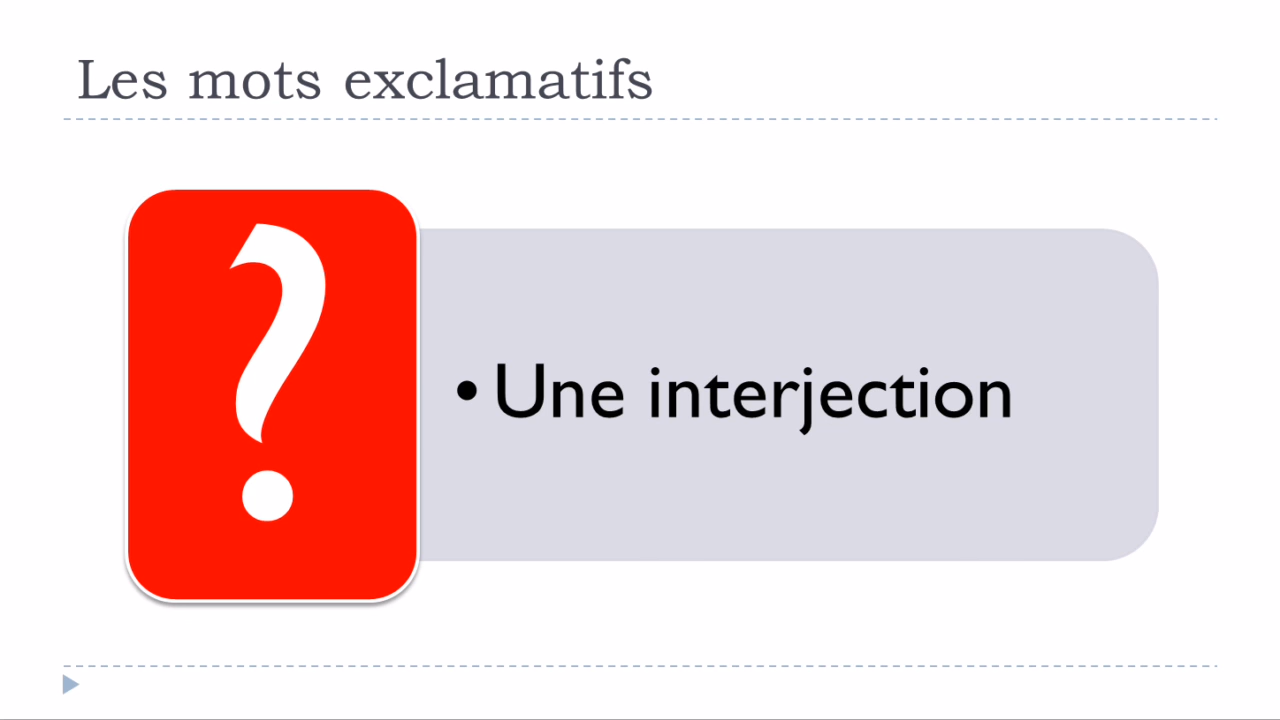 Les mots exclamatifs
?
• Une interjection